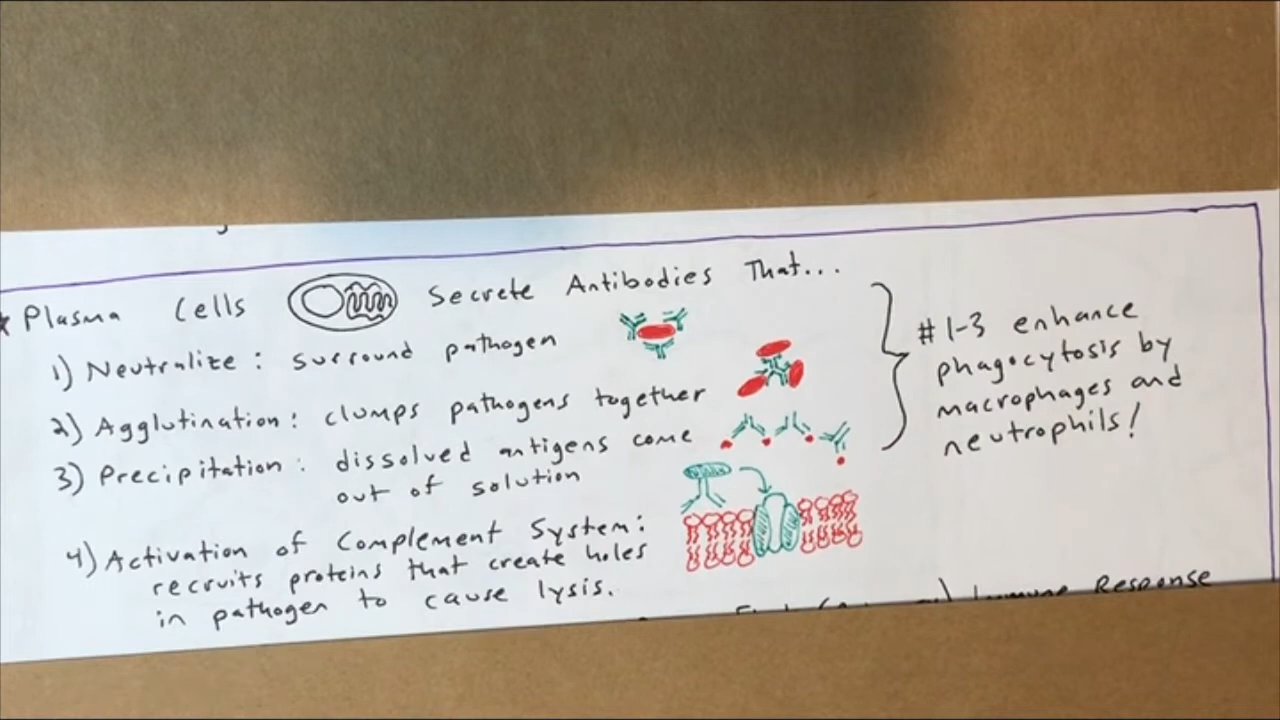 * Plasma Cells Secrete Antibodies That...
1) Neutralize: surround pathogen
2) Agglutination: clumps pathogens together
3) Precipitation: dissolved antigens come
out of solution
4) Activation of Complement System:
recruits proteins that create holes
in pathogen to cause lysis.
#1-3 enhance
phagocytosis by
macrophages and
neutrophils!
Immune Response